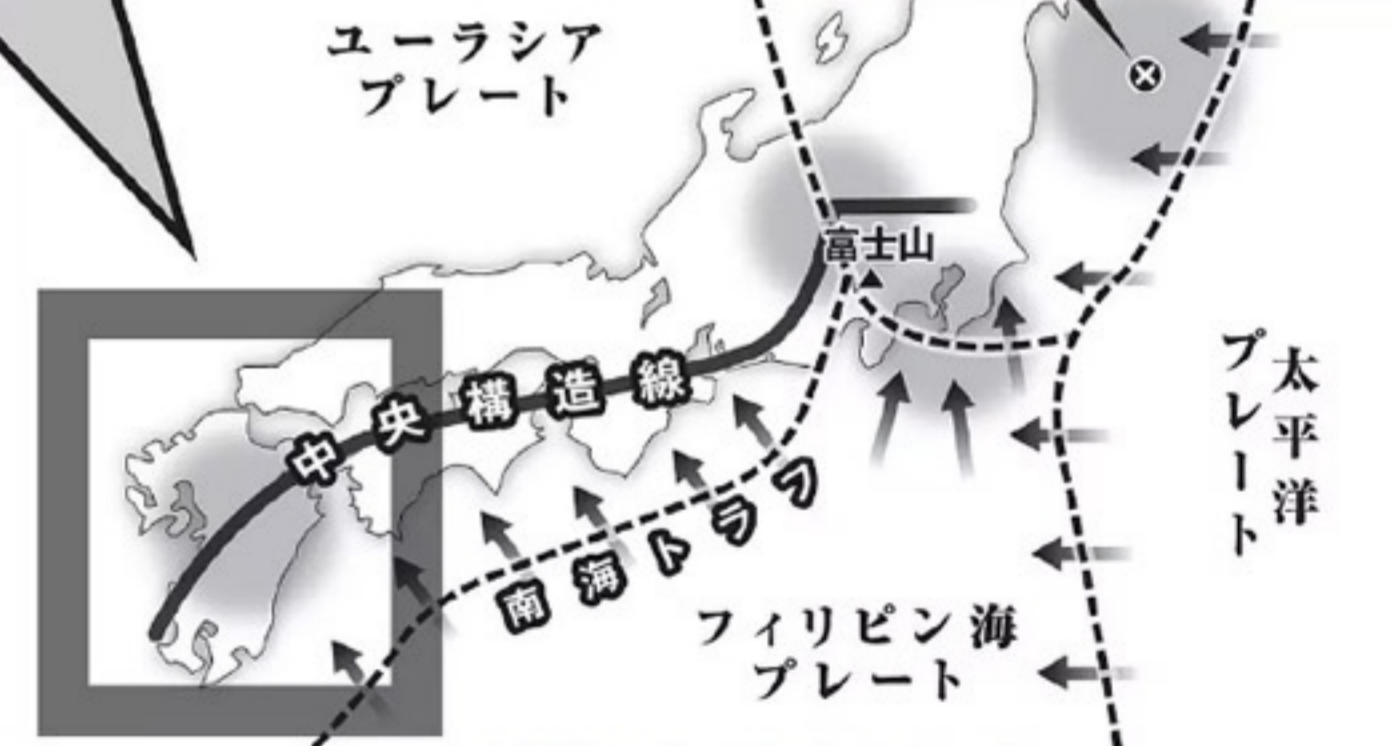 ユーラシア
プレート
富士山
中央構造線
南海トラフ
フィリピン海
プレート
太平洋
プレート